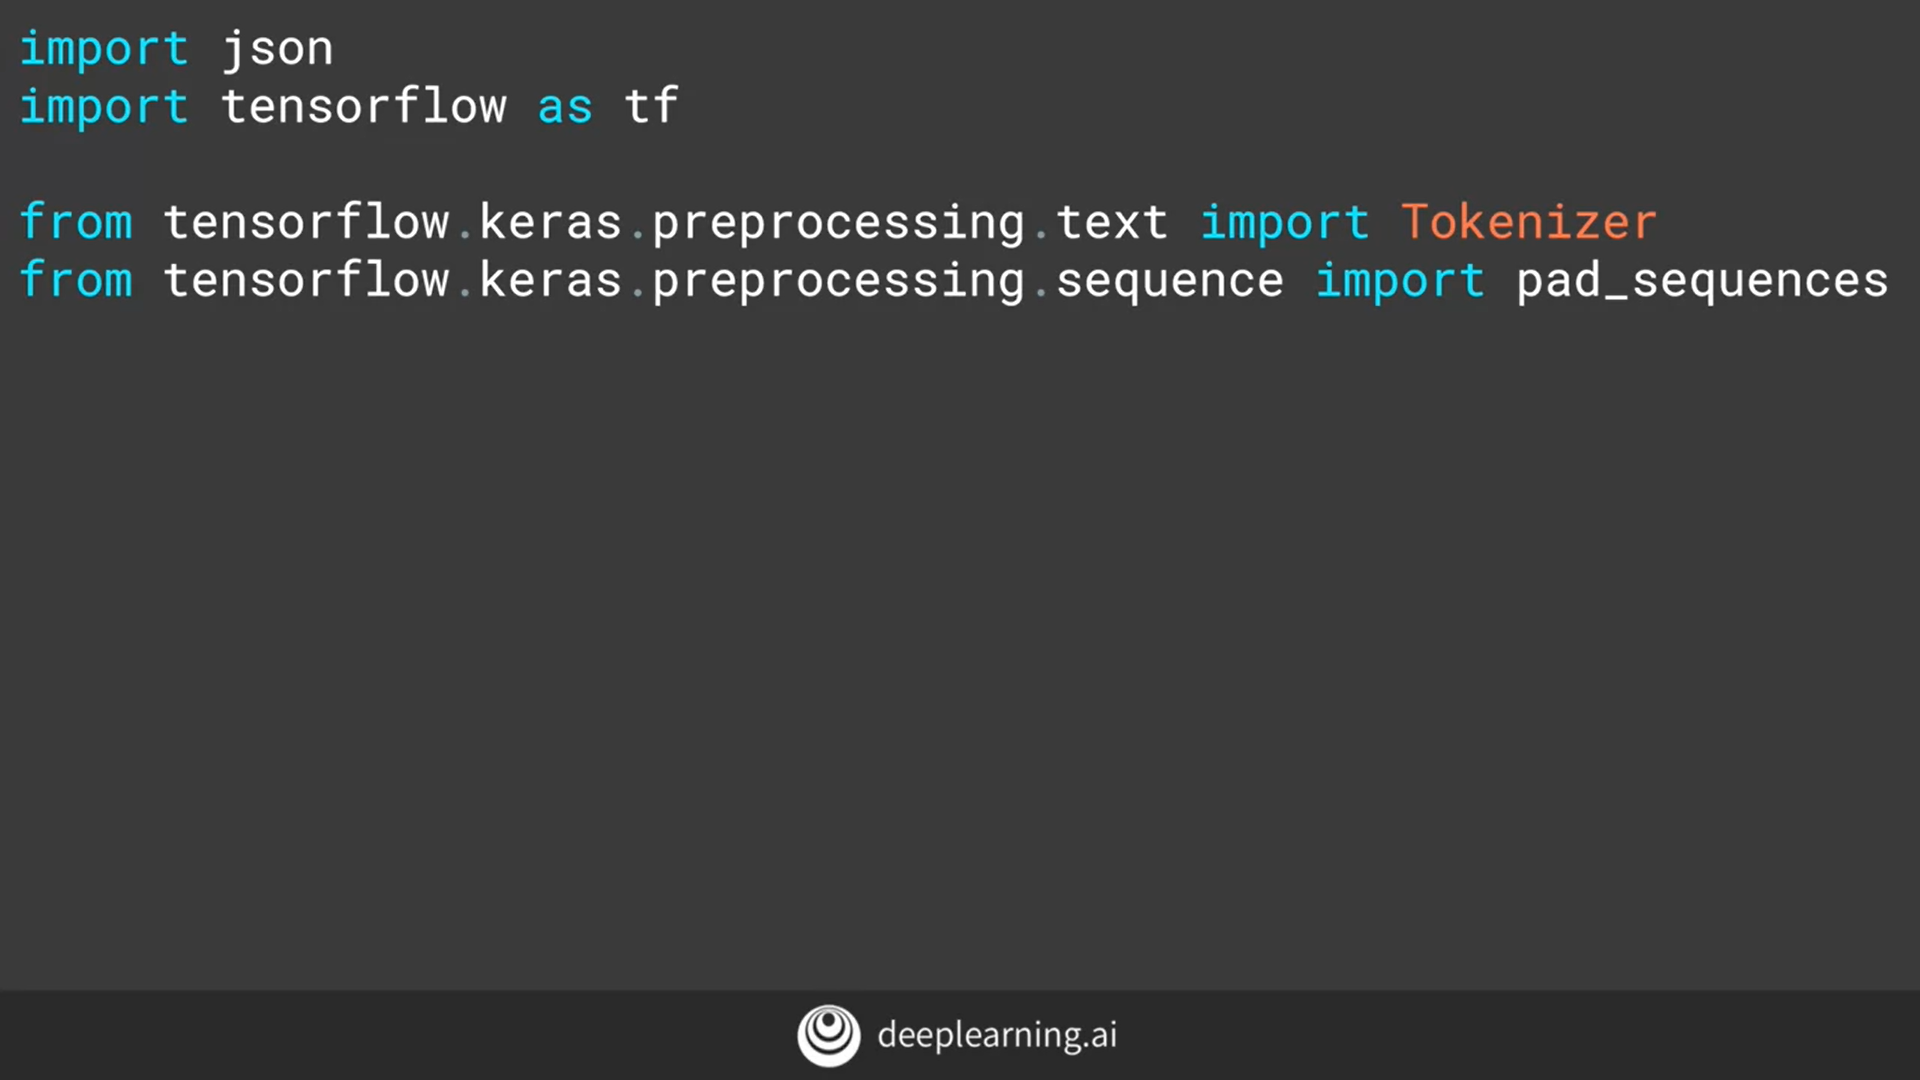 import json
import tensorflow as tf
from tensorflow.keras.preprocessing.text import Tokenizer
from tensorflow.keras.preprocessing.sequence import pad_sequences
deeplearning.ai